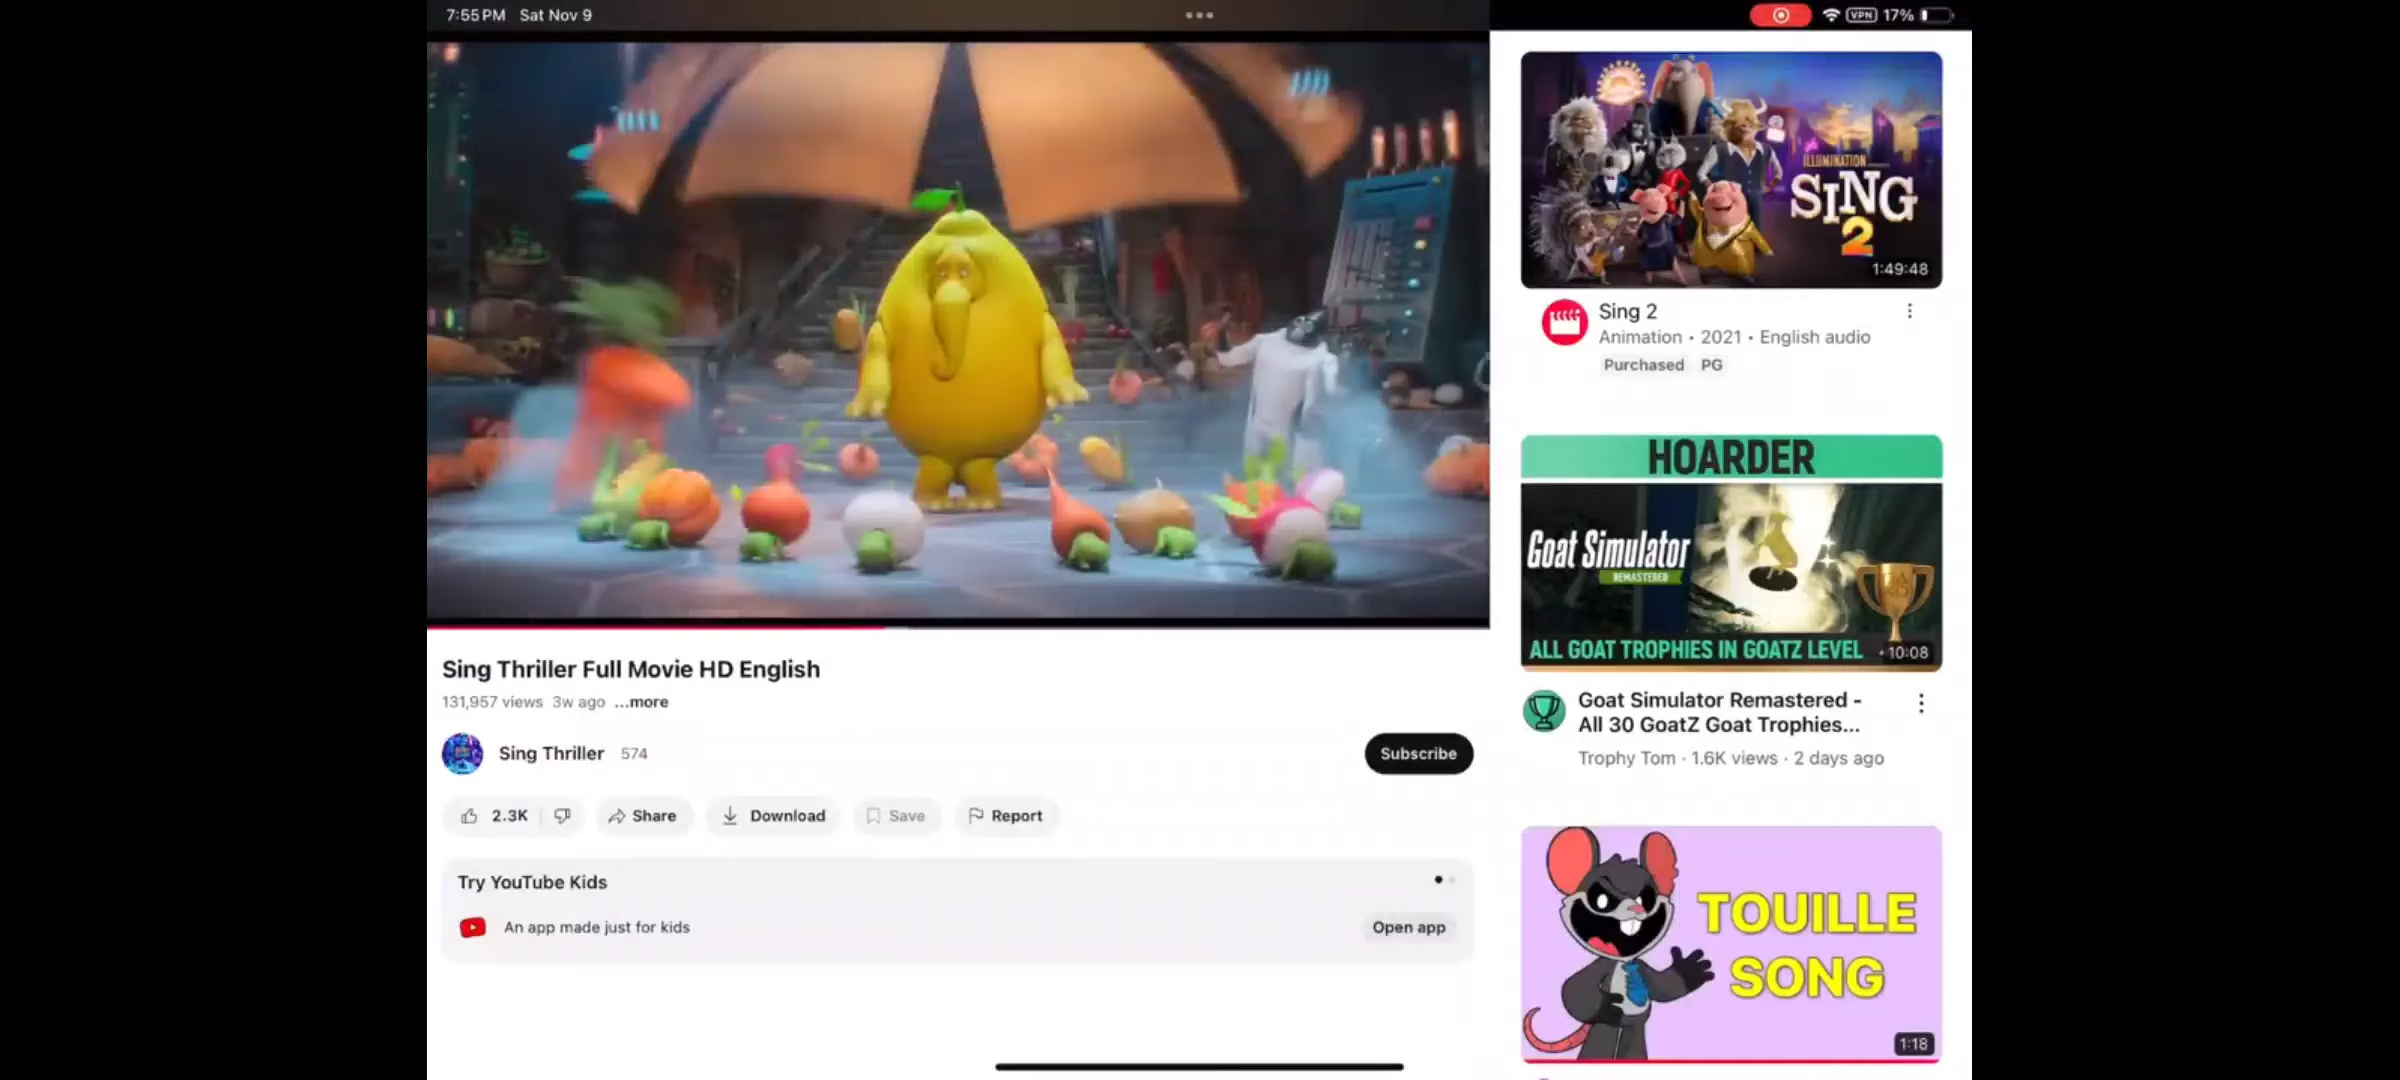 7:55 PM Sat Nov 9
VPN 17%
ILLUMINATION
SING
2
1:49:48
Sing 2
Animation • 2021 • English audio
Purchased PG
HOARDER
Goat Simulator
REMASTERED
ALL GOAT TROPHIES IN GOATZ LEVEL
10:08
Goat Simulator Remastered -
All 30 GoatZ Goat Trophies...
Trophy Tom · 1.6K views · 2 days ago
TOUILLE
SONG
1:18
Sing Thriller Full Movie HD English
131,957 views 3w ago ...more
Sing Thriller 574
Subscribe
2.3K Share Download Save Report
Try YouTube Kids
An app made just for kids
Open app